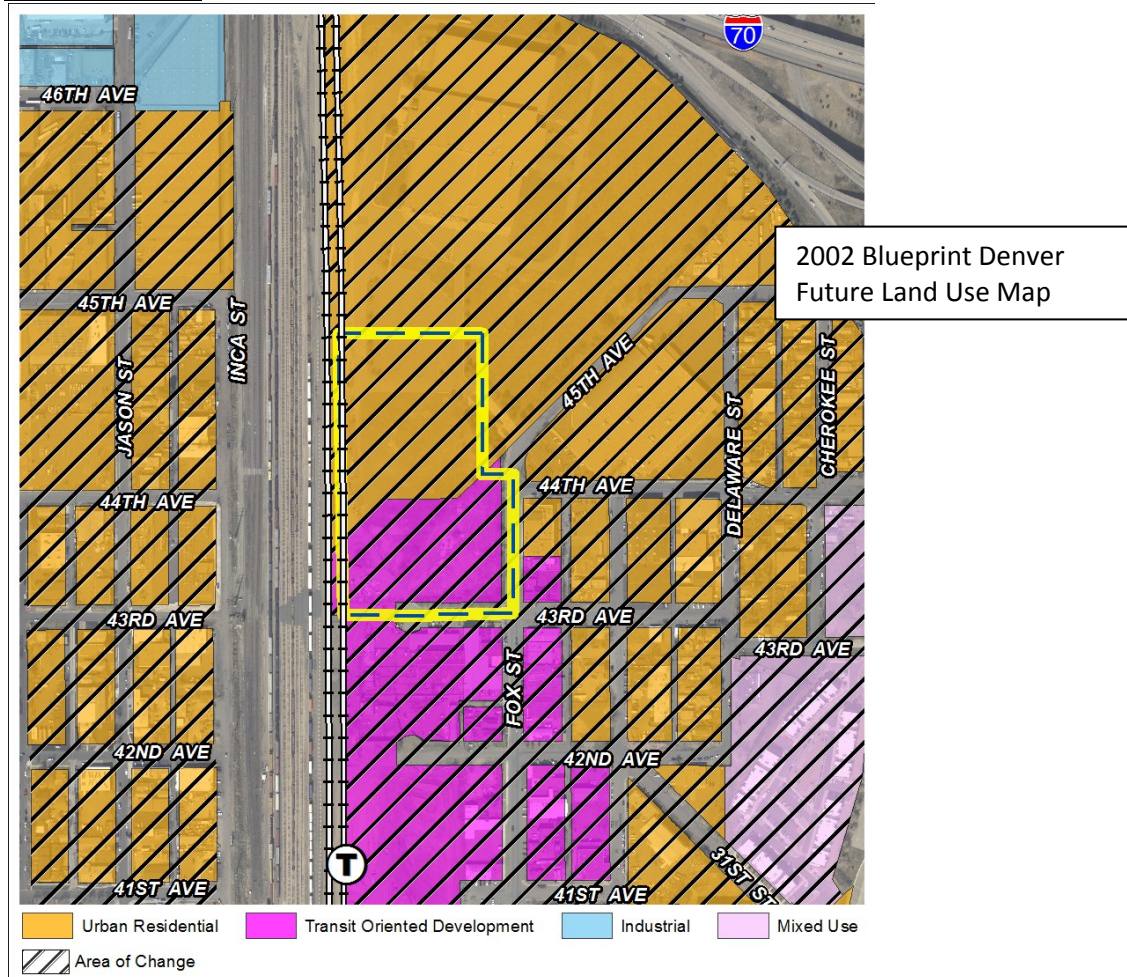 70
46TH AVE
2002 Blueprint Denver
Future Land Use Map
45TH AVE
INCA ST
JASON ST
45TH AVE
DELAWARE ST
CHEROKEE ST
44TH AVE
44TH AVE
43RD AVE
43RD AVE
43RD AVE
FOX ST
42ND AVE
42ND AVE
31ST ST
T
41ST AVE
41ST AVE
Urban Residential
Transit Oriented Development
Industrial
Mixed Use
Area of Change